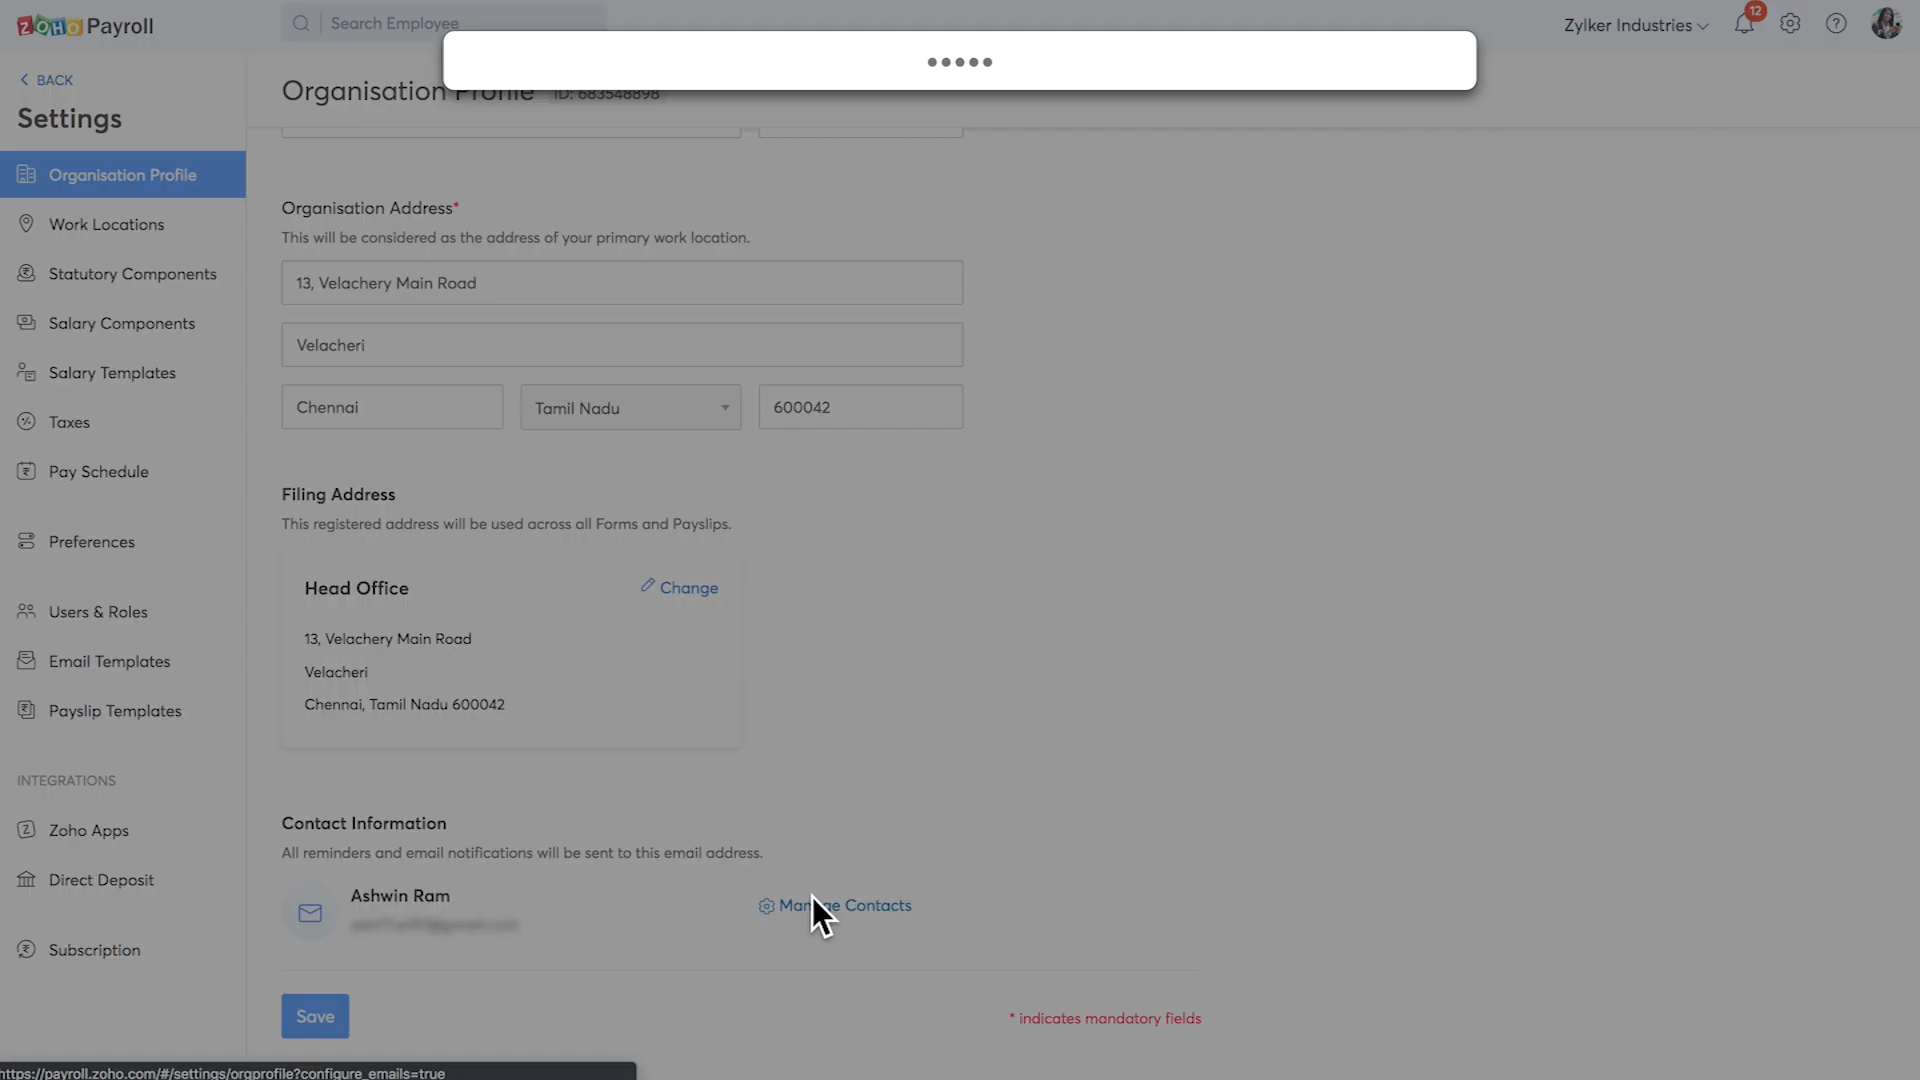 ZOHO Payroll
Search Employee
Zylker Industries
12
BACK
Settings
Organisation Profile ID: 683548898
Organisation Profile
Work Locations
Statutory Components
Salary Components
Salary Templates
Taxes
Pay Schedule
Preferences
Users & Roles
Email Templates
Payslip Templates
INTEGRATIONS
Zoho Apps
Direct Deposit
Subscription
Organisation Address*
This will be considered as the address of your primary work location.
13, Velachery Main Road
Velacheri
Chennai
Tamil Nadu
600042
Filing Address
This registered address will be used across all Forms and Payslips.
Head Office
Change
13, Velachery Main Road
Velacheri
Chennai, Tamil Nadu 600042
Contact Information
All reminders and email notifications will be sent to this email address.
Ashwin Ram
Manage Contacts
Save
* indicates mandatory fields
https://payroll.zoho.com/#/settings/orgprofile?configure_emails=true